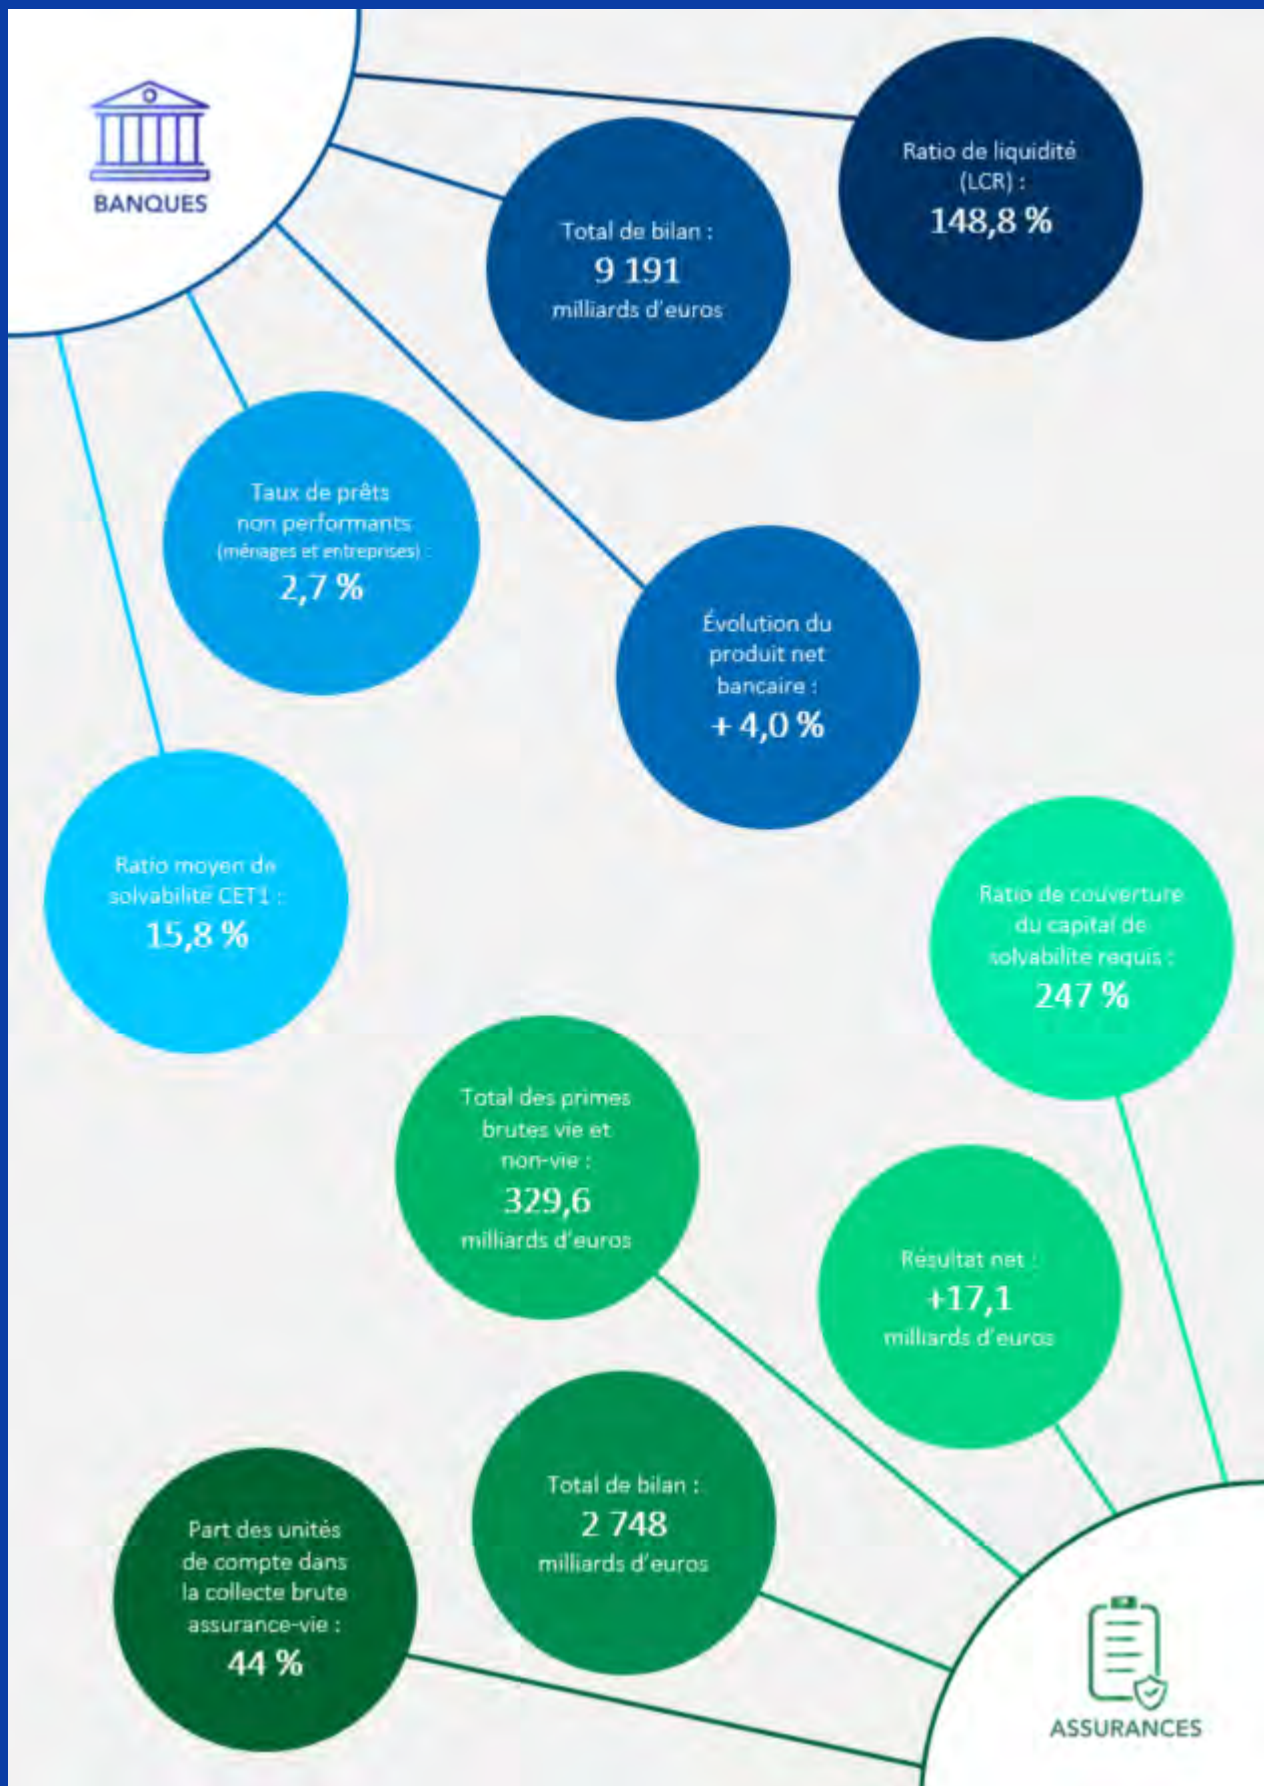 BANQUES
Ratio de liquidité
(LCR) :
148,8 %
Total de bilan :
9 191
milliards d'euros
Taux de prêts
non performants
(ménages et entreprises) :
2,7 %
Évolution du
produit net
bancaire :
+ 4,0 %
Ratio moyen de
solvabilité CET1 :
15,8 %
Ratio de couverture
du capital de
solvabilité requis :
247 %
Total des primes
brutes vie et
non-vie :
329,6
milliards d'euros
Résultat net :
+17,1
milliards d'euros
Total de bilan :
2 748
milliards d'euros
Part des unités
de compte dans
la collecte brute
assurance-vie :
44 %
ASSURANCES